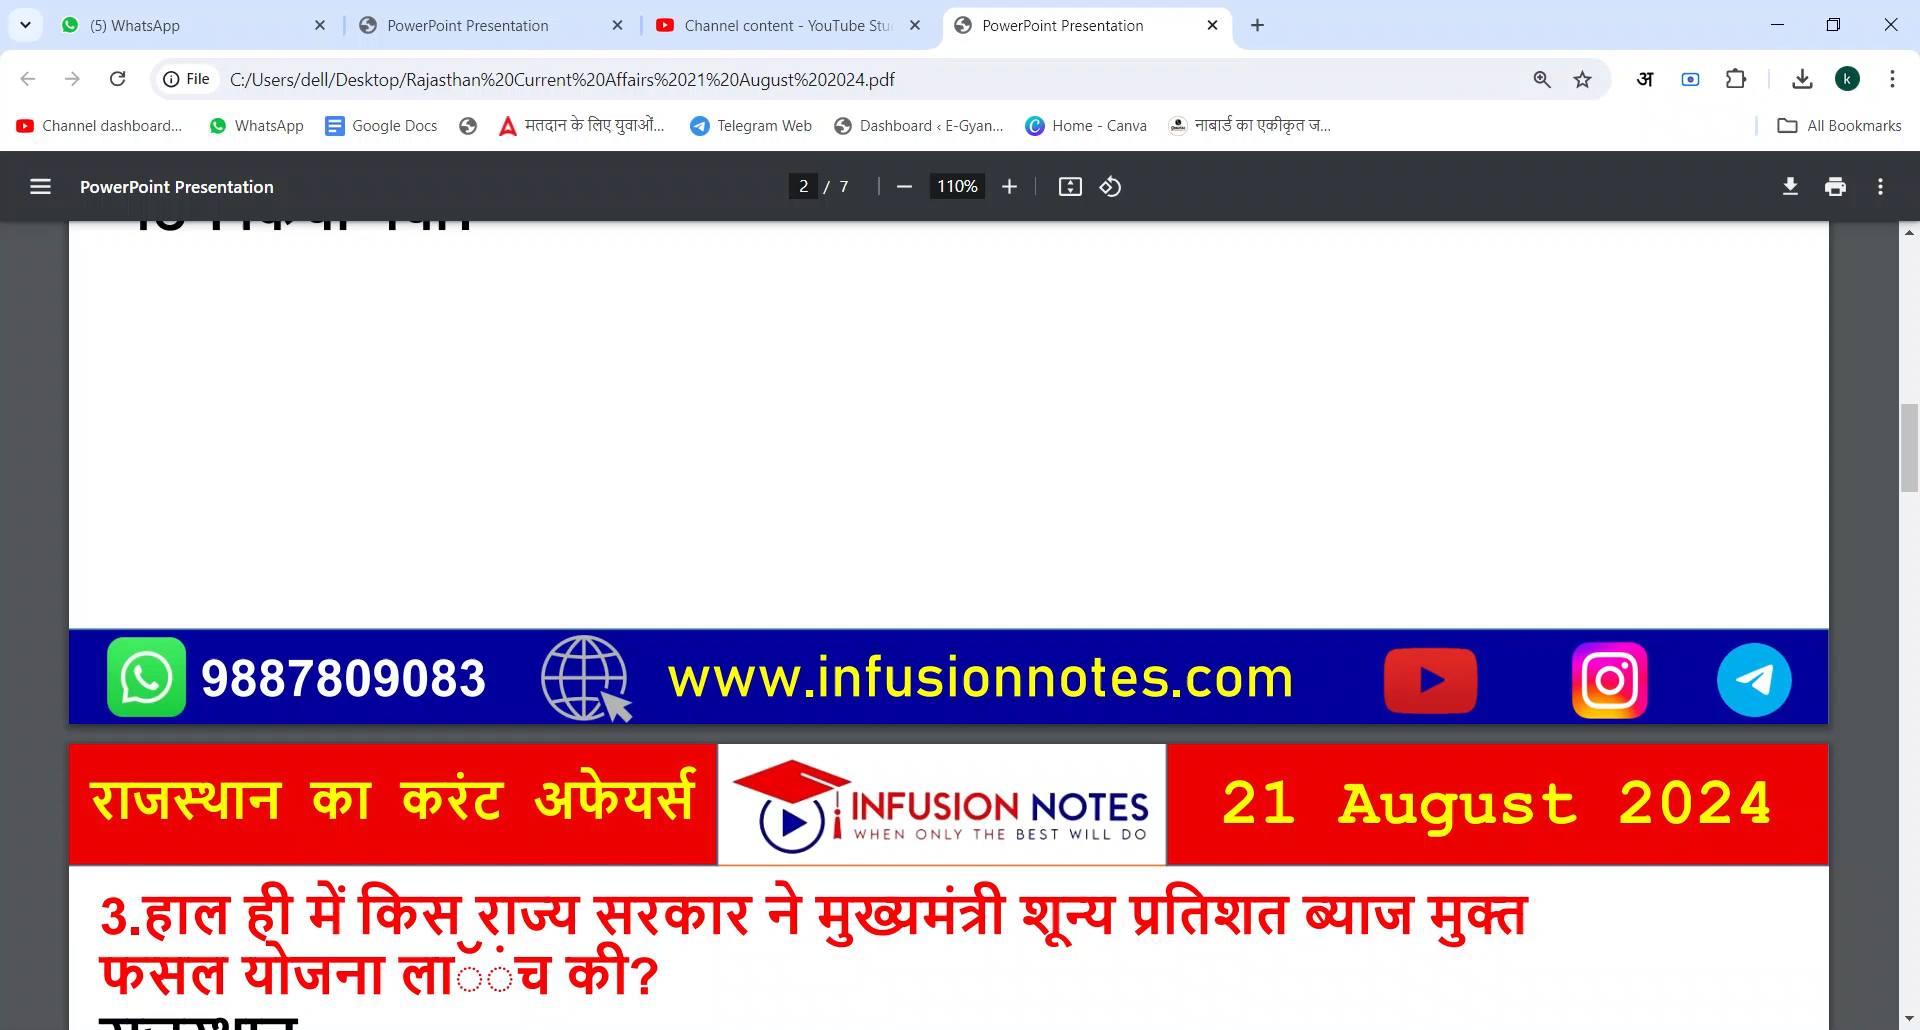 (5) WhatsApp
PowerPoint Presentation
Channel content - YouTube Stu
PowerPoint Presentation
File
C:/Users/dell/Desktop/Rajasthan%20Current%20Affairs%2021%20August%202024.pdf
अ
k
Channel dashboard...
WhatsApp
Google Docs
मतदान के लिए युवाओं...
Telegram Web
Dashboard ‹ E-Gyan...
Home - Canva
नाबार्ड का एकीकृत ज...
All Bookmarks
PowerPoint Presentation
2 / 7
110%
9887809083
www.infusionnotes.com
राजस्थान का करंट अफेयर्स
INFUSION NOTES
WHEN ONLY THE BEST WILL DO
21 August 2024
3.हाल ही में किस राज्य सरकार ने मुख्यमंत्री शून्य प्रतिशत ब्याज मुक्त
फसल योजना लाॅंच की?